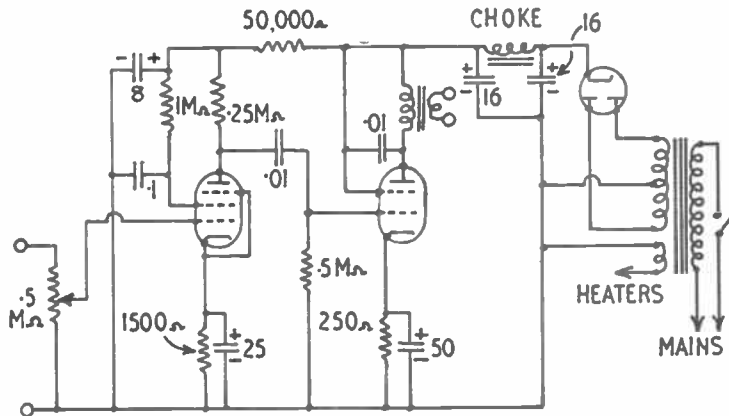 50,000Ω
CHOKE
16
- +
8
1MΩ
.25MΩ
.01
.01
+
-
16
+
-
.1
.5MΩ
.5
MΩ
1500Ω
+
-
25
250Ω
+
-
50
HEATERS
MAINS